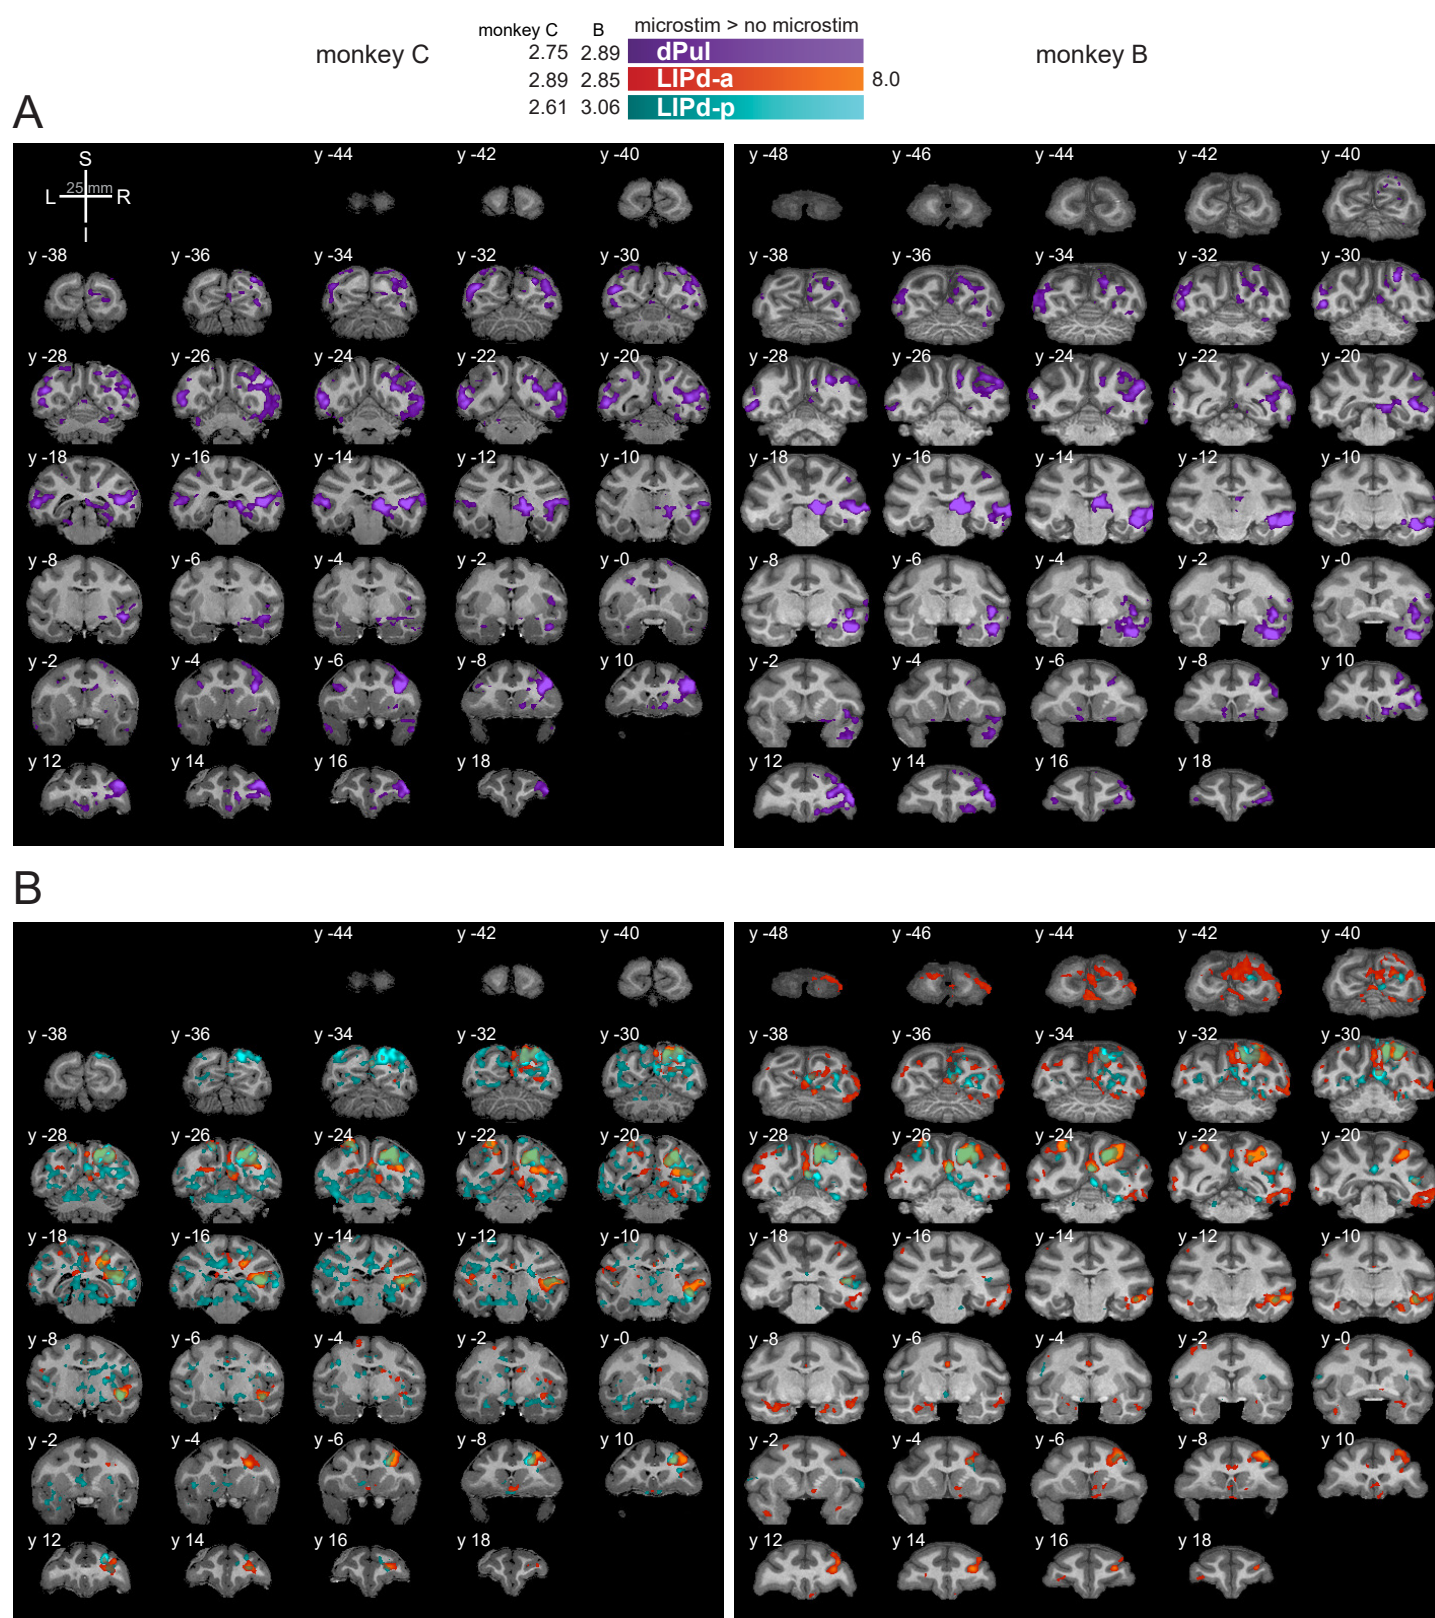 microstim > no microstim
monkey C B
monkey C
monkey B
2.75 2.89 dPul
2.89 2.85 LIPd-a 8.0
2.61 3.06 LIPd-p
A
S
L 25 mm R
I
y -44 y -42 y -40
y -38 y -36 y -34 y -32 y -30
y -28 y -26 y -24 y -22 y -20
y -18 y -16 y -14 y -12 y -10
y -8 y -6 y -4 y -2 y -0
y -2 y -4 y -6 y -8 y 10
y 12 y 14 y 16 y 18
y -48 y -46 y -44 y -42 y -40
y -38 y -36 y -34 y -32 y -30
y -28 y -26 y -24 y -22 y -20
y -18 y -16 y -14 y -12 y -10
y -8 y -6 y -4 y -2 y -0
y -2 y -4 y -6 y -8 y 10
y 12 y 14 y 16 y 18
B
y -44 y -42 y -40
y -38 y -36 y -34 y -32 y -30
y -28 y -26 y -24 y -22 y -20
y -18 y -16 y -14 y -12 y -10
y -8 y -6 y -4 y -2 y -0
y -2 y -4 y -6 y -8 y 10
y 12 y 14 y 16 y 18
y -48 y -46 y -44 y -42 y -40
y -38 y -36 y -34 y -32 y -30
y -28 y -26 y -24 y -22 y -20
y -18 y -16 y -14 y -12 y -10
y -8 y -6 y -4 y -2 y -0
y -2 y -4 y -6 y -8 y 10
y 12 y 14 y 16 y 18